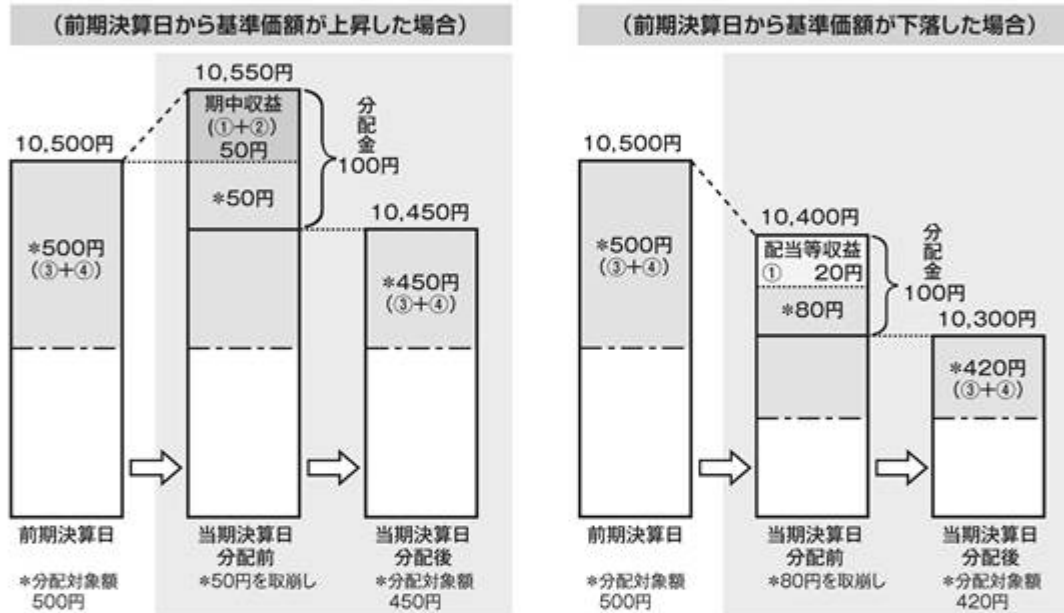 (前期決算日から基準価額が上昇した場合)
10,550円
期中収益
(①+②)
50円
*50円
分配金
100円
10,500円
*500円
(③+④)
10,450円
*450円
(③+④)
前期決算日
当期決算日
分配前
当期決算日
分配後
*分配対象額
500円
*50円を取崩し
*分配対象額
450円
(前期決算日から基準価額が下落した場合)
10,500円
*500円
(③+④)
10,400円
配当等収益
① 20円
*80円
分配金
100円
10,300円
*420円
(③+④)
前期決算日
当期決算日
分配前
当期決算日
分配後
*分配対象額
500円
*80円を取崩し
*分配対象額
420円